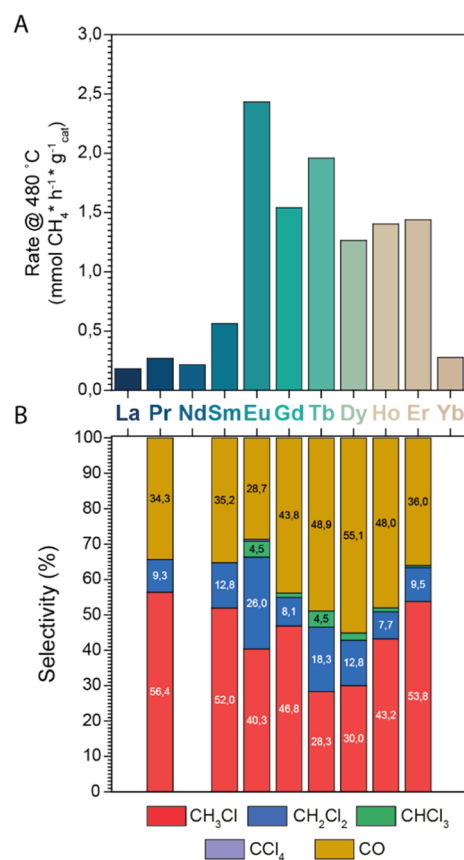 A
Rate @ 480 ˚C
(mmol CH₄* h⁻¹ * g⁻¹cat)
3,0
2,5
2,0
1,5
1,0
0,5
0,0
La Pr Nd Sm Eu Gd Tb Dy Ho Er Yb
B
Selectivity (%)
100
90
80
70
60
50
40
30
20
10
0
34,3 35,2 28,7 43,8 48,9 55,1 48,0 36,0
4,5 4,5
9,3 12,8 26,0 8,1 18,3 12,8 7,7 9,5
56,4 52,0 40,3 46,8 28,3 30,0 43,2 53,8
CH₃Cl CH₂Cl₂ CHCl₃
CCl₄ CO